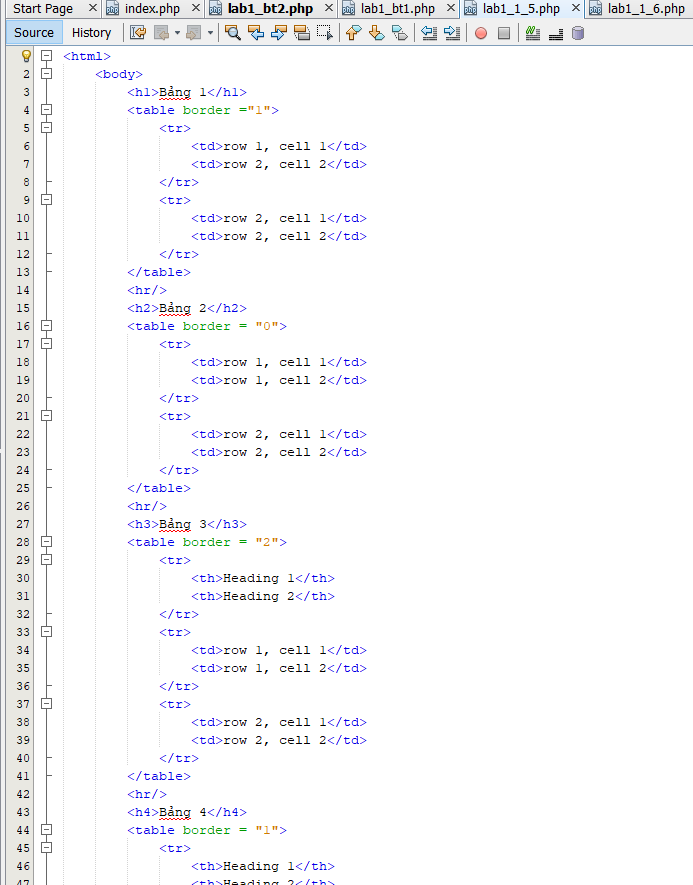 Start Page index.php lab1_bt2.php lab1_bt1.php lab1_1_5.php lab1_1_6.php
Source History
<html>
2 <body>
3 <h1>Bảng 1</h1>
4 <table border ="1">
5 <tr>
6 <td>row 1, cell 1</td>
7 <td>row 2, cell 2</td>
8 </tr>
9 <tr>
10 <td>row 2, cell 1</td>
11 <td>row 2, cell 2</td>
12 </tr>
13 </table>
14 <hr/>
15 <h2>Bảng 2</h2>
16 <table border = "0">
17 <tr>
18 <td>row 1, cell 1</td>
19 <td>row 1, cell 2</td>
20 </tr>
21 <tr>
22 <td>row 2, cell 1</td>
23 <td>row 2, cell 2</td>
24 </tr>
25 </table>
26 <hr/>
27 <h3>Bảng 3</h3>
28 <table border = "2">
29 <tr>
30 <th>Heading 1</th>
31 <th>Heading 2</th>
32 </tr>
33 <tr>
34 <td>row 1, cell 1</td>
35 <td>row 1, cell 2</td>
36 </tr>
37 <tr>
38 <td>row 2, cell 1</td>
39 <td>row 2, cell 2</td>
40 </tr>
41 </table>
42 <hr/>
43 <h4>Bảng 4</h4>
44 <table border = "1">
45 <tr>
46 <th>Heading 1</th>
47 <th>Heading 2</th>